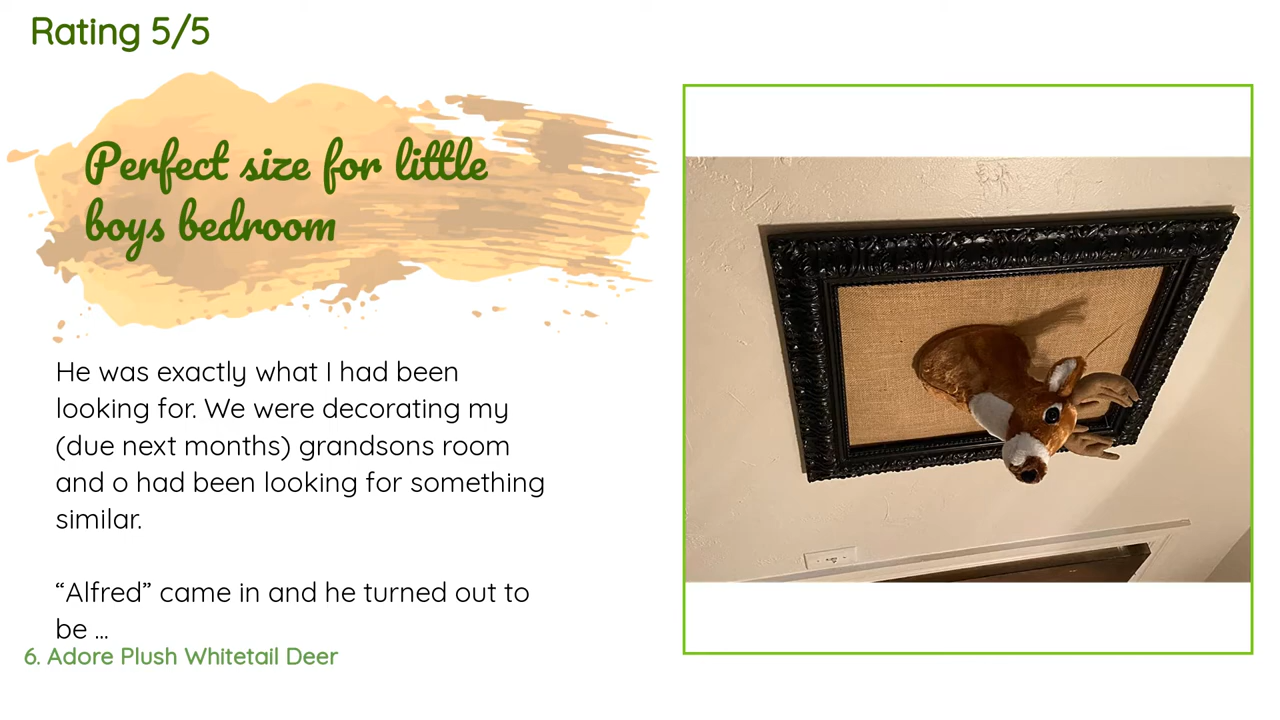 Rating 5/5
Perfect size for little
boys bedroom
He was exactly what I had been
looking for. We were decorating my
(due next months) grandsons room
and o had been looking for something
similar.
“Alfred” came in and he turned out to
be ...
6. Adore Plush Whitetail Deer